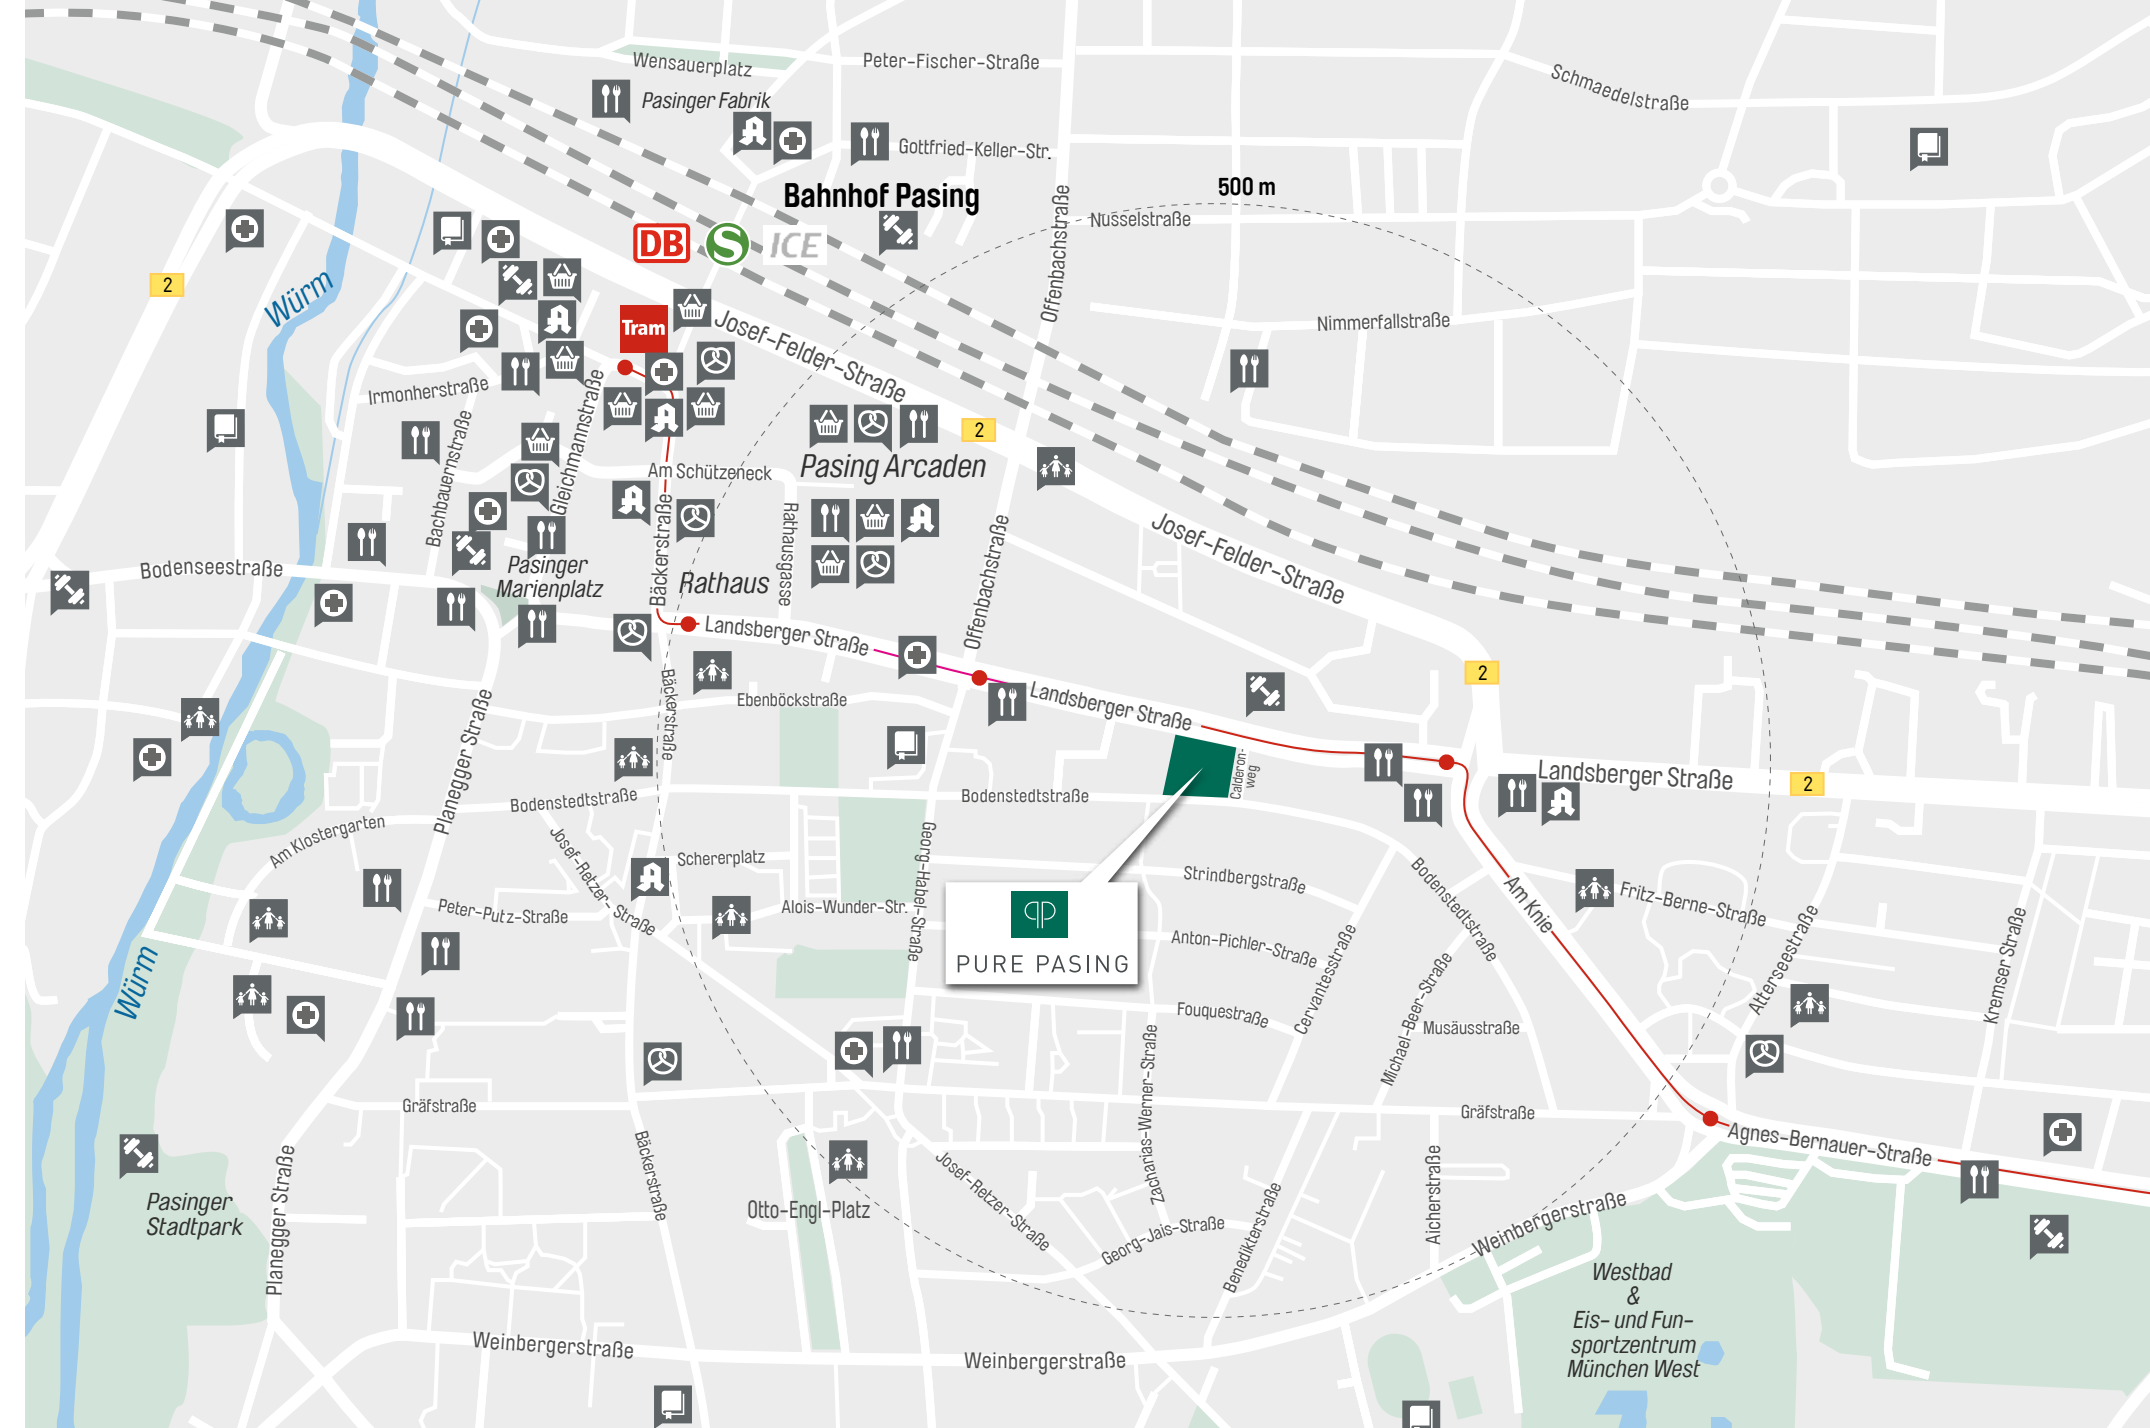 Wensauerplatz
Peter-Fischer-Straße
Schmaedelstraße
Pasinger Fabrik
Gottfried-Keller-Str.
Bahnhof Pasing
500 m
Nusselstraße
Offenbachstraße
DB
S
ICE
2
Würm
Tram
Josef-Felder-Straße
Nimmerfallstraße
Irmonherstraße
Gleichmannstraße
Bachbauernstraße
2
Pasing Arcaden
Am Schützeneck
Bäckerstraße
Rathausgasse
Offenbachstraße
Josef-Felder-Straße
Bodenseestraße
Pasinger
Marienplatz
Rathaus
Landsberger Straße
2
Bäckerstraße
Ebenböckstraße
Landsberger Straße
Planegger Straße
Calderon-
weg
Landsberger Straße
2
Bodenstedtstraße
Bodenstedtstraße
Am Klostergarten
Josef-Retzer-Straße
Schererplatz
Georg-Habel-Straße
Strindbergstraße
Bodenstedtstraße
Am Knie
Fritz-Berne-Straße
Peter-Putz-Straße
Alois-Wunder-Str.
PURE PASING
Anton-Pichler-Straße
Cervantesstraße
Michael-Beer-Straße
Atterseestraße
Kremser Straße
Würm
Fouquestraße
Musäusstraße
Zacharias-Werner-Straße
Gräfstraße
Gräfstraße
Agnes-Bernauer-Straße
Bäckerstraße
Josef-Retzer-Straße
Aicherstraße
Pasinger
Stadtpark
Planegger Straße
Otto-Engl-Platz
Georg-Jais-Straße
Benedikterstraße
Weinbergerstraße
Westbad
&
Eis- und Fun-
sportzentrum
München West
Weinbergerstraße
Weinbergerstraße